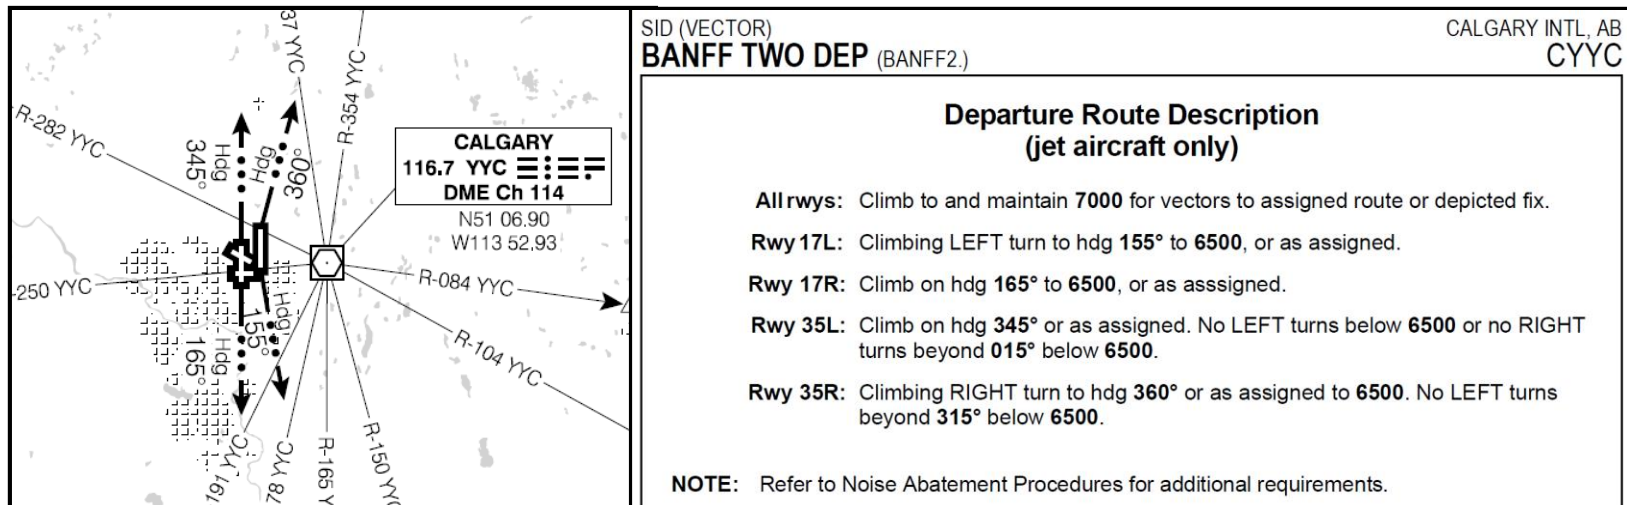 37 YYC
R-354 YYC
R-282 YYC
Hdg
345°
Hdg
360°
CALGARY
116.7 YYC
DME Ch 114
N51 06.90
W113 52.93
-250 YYC
R-084 YYC
R-104 YYC
Hdg
155°
Hdg
165°
191 YYC
78 YYC
R-165 Y
R-150 YYC
SID (VECTOR)
CALGARY INTL, AB
BANFF TWO DEP (BANFF2.)
CYYC
Departure Route Description
(jet aircraft only)
All rwys: Climb to and maintain 7000 for vectors to assigned route or depicted fix.
Rwy 17L: Climbing LEFT turn to hdg 155° to 6500, or as assigned.
Rwy 17R: Climb on hdg 165° to 6500, or as asssigned.
Rwy 35L: Climb on hdg 345° or as assigned. No LEFT turns below 6500 or no RIGHT
turns beyond 015° below 6500.
Rwy 35R: Climbing RIGHT turn to hdg 360° or as assigned to 6500. No LEFT turns
beyond 315° below 6500.
NOTE: Refer to Noise Abatement Procedures for additional requirements.